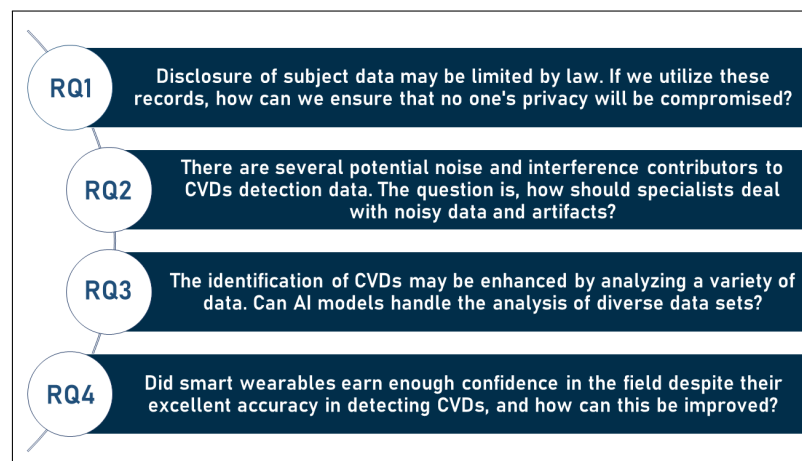 RQ1
Disclosure of subject data may be limited by law. If we utilize these
records, how can we ensure that no one's privacy will be compromised?
RQ2
There are several potential noise and interference contributors to
CVDs detection data. The question is, how should specialists deal
with noisy data and artifacts?
RQ3
The identification of CVDs may be enhanced by analyzing a variety of
data. Can AI models handle the analysis of diverse data sets?
RQ4
Did smart wearables earn enough confidence in the field despite their
excellent accuracy in detecting CVDs, and how can this be improved?